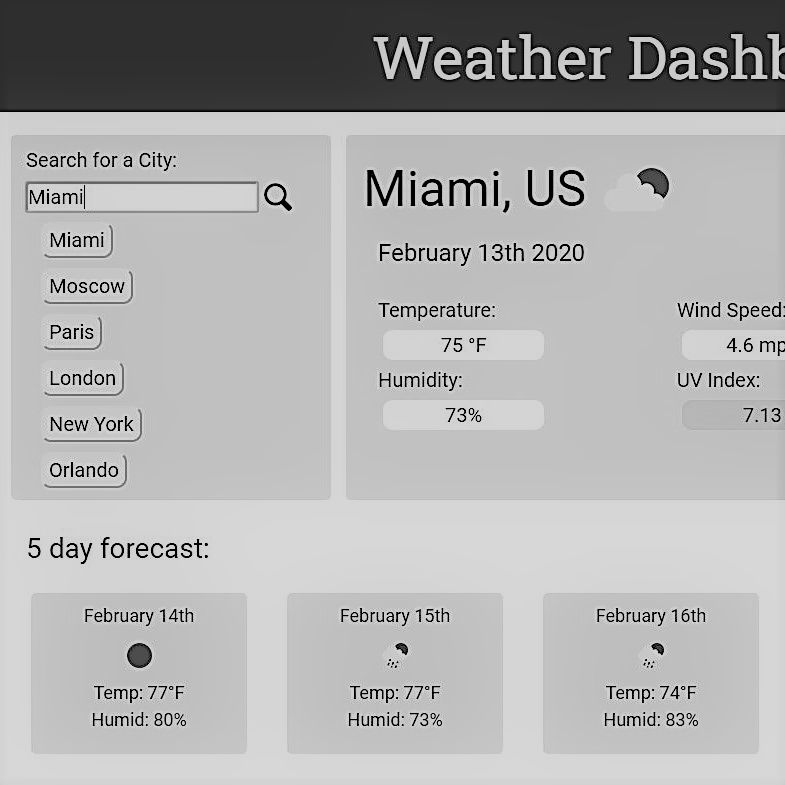 Weather Dashb
Search for a City:
Miami
Miami
Moscow
Paris
London
New York
Orlando
Miami, US
February 13th 2020
Temperature:
75 °F
Humidity:
73%
Wind Speed:
4.6 mp
UV Index:
7.13
5 day forecast:
February 14th
Temp: 77°F
Humid: 80%
February 15th
Temp: 77°F
Humid: 73%
February 16th
Temp: 74°F
Humid: 83%